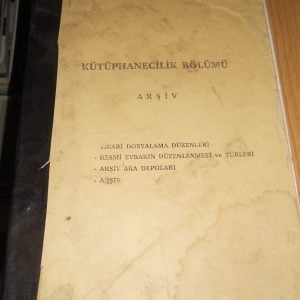 KÜTÜPHANECİLİK BÖLÜMÜ
ARŞİV
TİCARİ DOSYALAMA DÜZENLERİ
- RESMİ EVRAKIN DÜZENLENMESİ ve TÜRLERİ
- ARŞİV ARA DEPOLARI
- ARŞİV